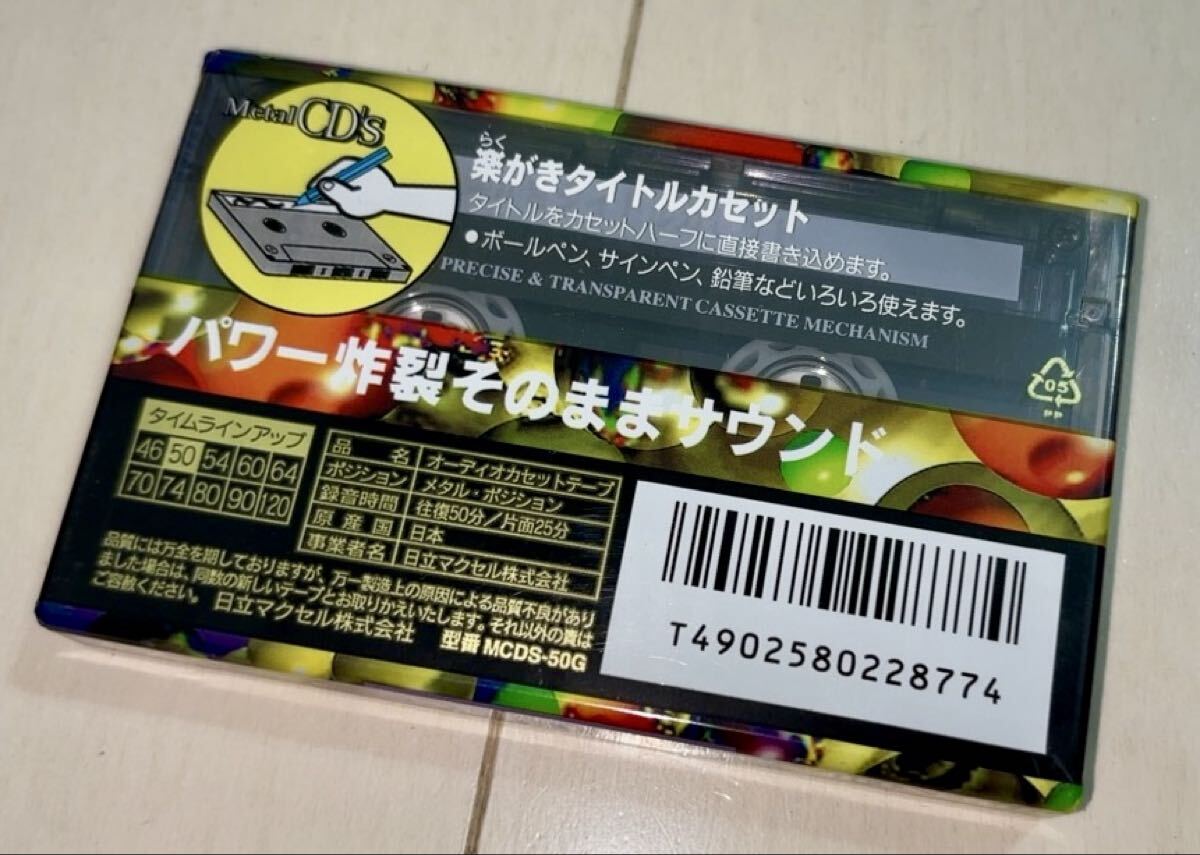 Metal CD's
らく
楽がきタイトルカセット
タイトルをカセットハーフに直接書き込めます。
●ボールペン、サインペン、鉛筆などいろいろ使えます。
PRECISE & TRANSPARENT CASSETTE MECHANISM
パワー炸裂そのままサウンド
05
PP
タイムラインアップ
46 50 54 60 64
70 74 80 90 120
品名 オーディオカセットテープ
ポジション メタル・ポジション
録音時間 往復50分/片面25分
原産国 日本
事業者名 日立マクセル株式会社
品質には万全を期しておりますが、万一製造上の原因による品質不良があり
ました場合は、同数の新しいテープとお取りかえいたします。それ以外の責は
ご容赦ください。 日立マクセル株式会社 型番 MCDS-50G
T4902580228774